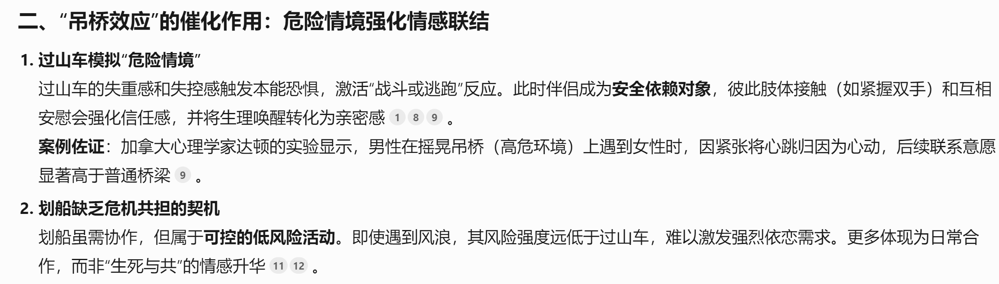 二、“吊桥效应”的催化作用：危险情境强化情感联结
1. 过山车模拟“危险情境”
过山车的失重感和失控感触发本能恐惧，激活“战斗或逃跑”反应。此时伴侣成为安全依赖对象，彼此肢体接触（如紧握双手）和互相
安慰会强化信任感，并将生理唤醒转化为亲密感 1 8 9 。
案例佐证：加拿大心理学家达顿的实验显示，男性在摇晃吊桥（高危环境）上遇到女性时，因紧张将心跳归因为心动，后续联系意愿
显著高于普通桥梁 9 。
2. 划船缺乏危机共担的契机
划船虽需协作，但属于可控的低风险活动。即使遇到风浪，其风险强度远低于过山车，难以激发强烈依恋需求。更多体现为日常合
作，而非“生死与共”的情感升华 11 12 。